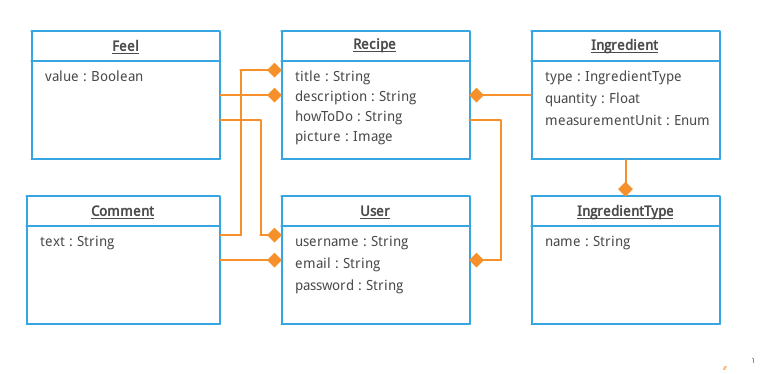 Feel
value : Boolean
Recipe
title : String
description : String
howToDo : String
picture : Image
Ingredient
type : IngredientType
quantity : Float
measurementUnit : Enum
Comment
text : String
User
username : String
email : String
password : String
IngredientType
name : String